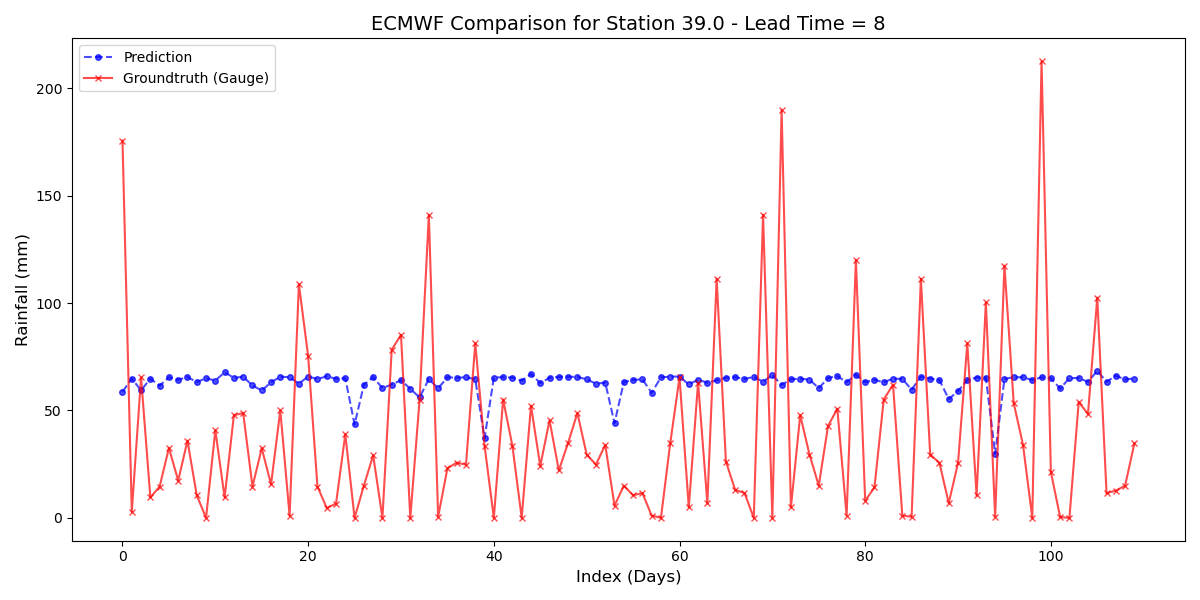 ECMWF Comparison for Station 39.0 - Lead Time = 8
Prediction
Groundtruth (Gauge)
Rainfall (mm)
200
150
100
50
0
0 20 40 60 80 100
Index (Days)